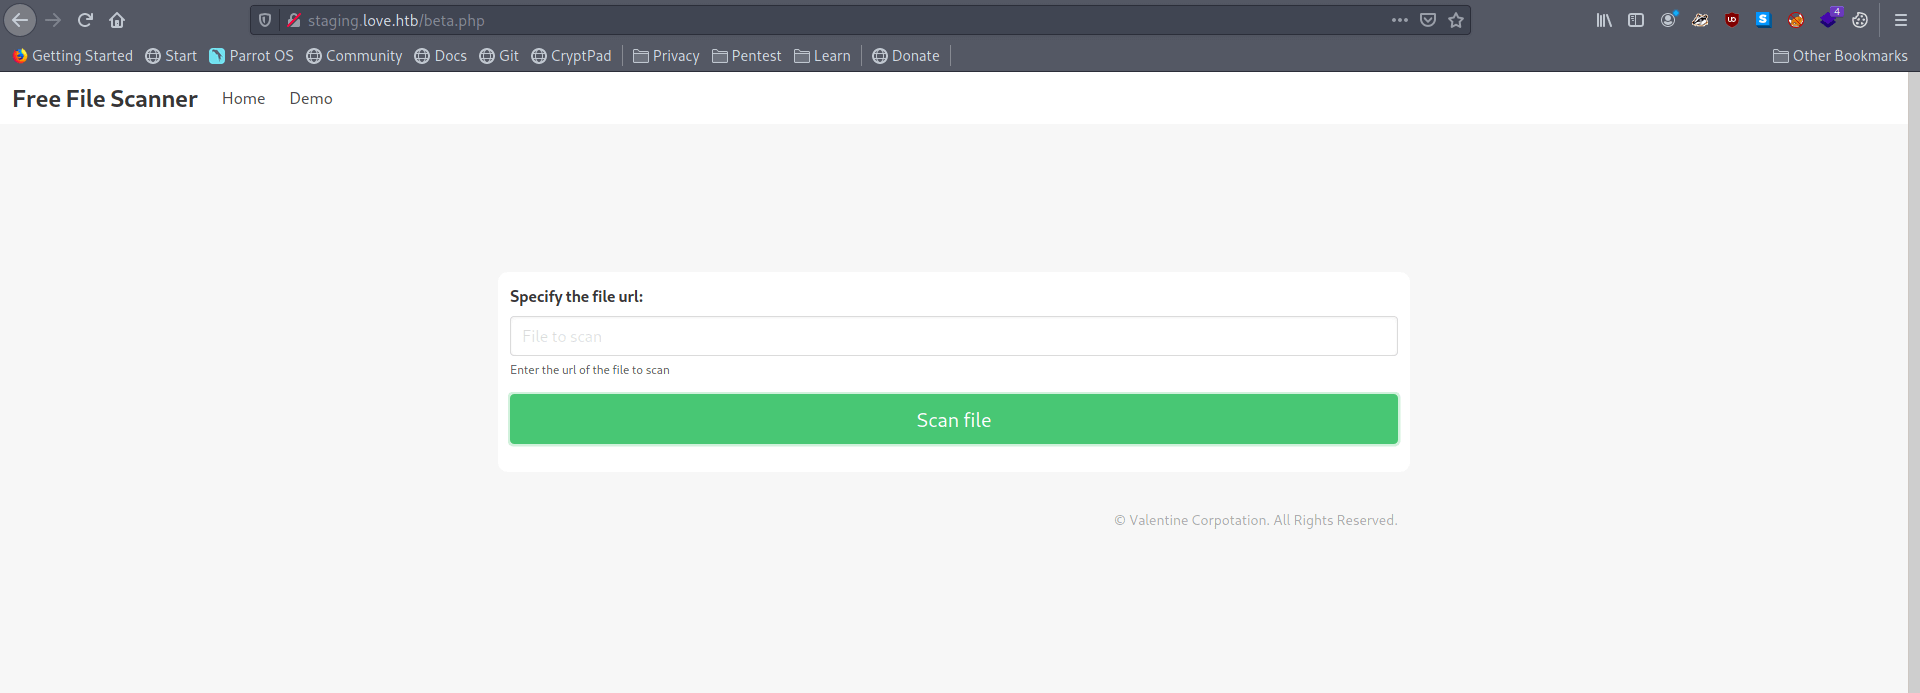 staging.love.htb/beta.php
4
Getting Started Start Parrot OS Community Docs Git CryptPad Privacy Pentest Learn Donate Other Bookmarks
Free File Scanner Home Demo
Specify the file url:
File to scan
Enter the url of the file to scan
Scan file
© Valentine Corpotation. All Rights Reserved.